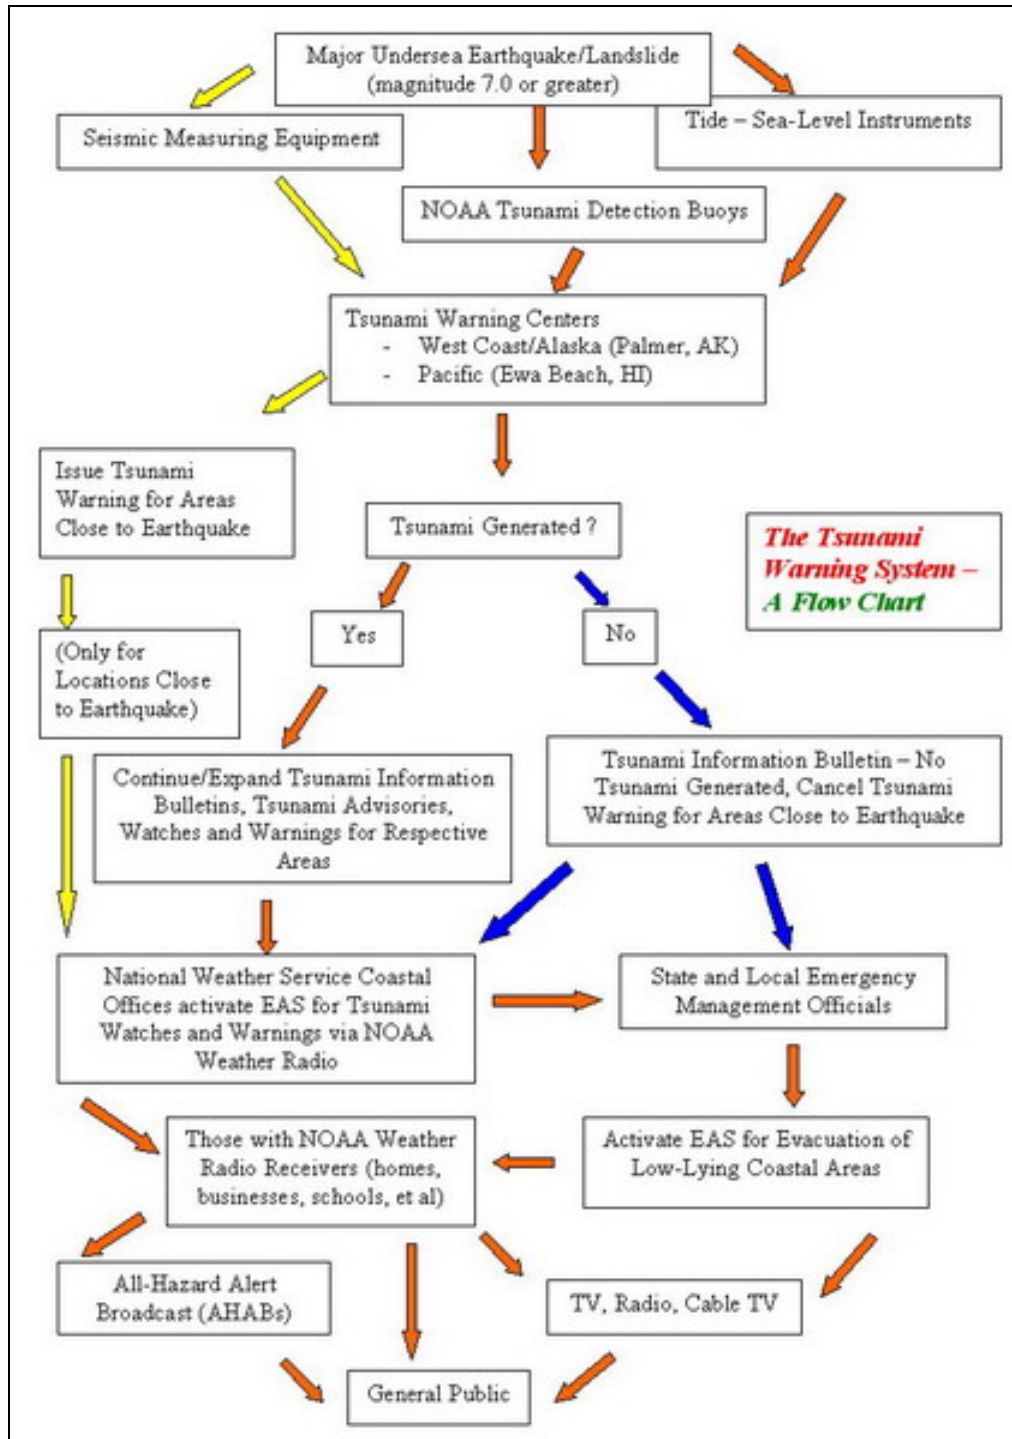 Major Undersea Earthquake/Landslide
(magnitude 7.0 or greater)
Seismic Measuring Equipment
Tide – Sea-Level Instruments
NOAA Tsunami Detection Buoys
Tsunami Warning Centers
- West Coast/Alaska (Palmer, AK)
- Pacific (Ewa Beach, HI)
Issue Tsunami
Warning for Areas
Close to Earthquake
Tsunami Generated ?
The Tsunami
Warning System –
A Flow Chart
Yes
No
(Only for
Locations Close
to Earthquake)
Continue/Expand Tsunami Information
Bulletins, Tsunami Advisories,
Watches and Warnings for Respective
Areas
Tsunami Information Bulletin – No
Tsunami Generated, Cancel Tsunami
Warning for Areas Close to Earthquake
National Weather Service Coastal
Offices activate EAS for Tsunami
Watches and Warnings via NOAA
Weather Radio
State and Local Emergency
Management Officials
Those with NOAA Weather
Radio Receivers (homes,
businesses, schools, et al)
Activate EAS for Evacuation of
Low-Lying Coastal Areas
All-Hazard Alert
Broadcast (AHABs)
TV, Radio, Cable TV
General Public